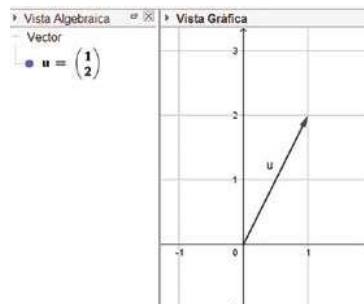 Vista Algebraica
Vector
u = (1 2)
Vista Gráfica
3
2
u
1
-1 0 1